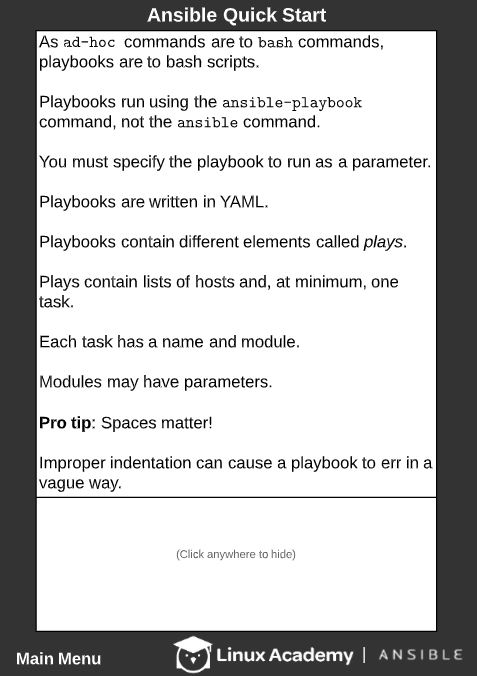 Ansible Quick Start
As ad-hoc commands are to bash commands,
playbooks are to bash scripts.
Playbooks run using the ansible-playbook
command, not the ansible command.
You must specify the playbook to run as a parameter.
Playbooks are written in YAML.
Playbooks contain different elements called plays.
Plays contain lists of hosts and, at minimum, one
task.
Each task has a name and module.
Modules may have parameters.
Pro tip: Spaces matter!
Improper indentation can cause a playbook to err in a
vague way.
(Click anywhere to hide)
Main Menu
Linux Academy | ANSIBLE